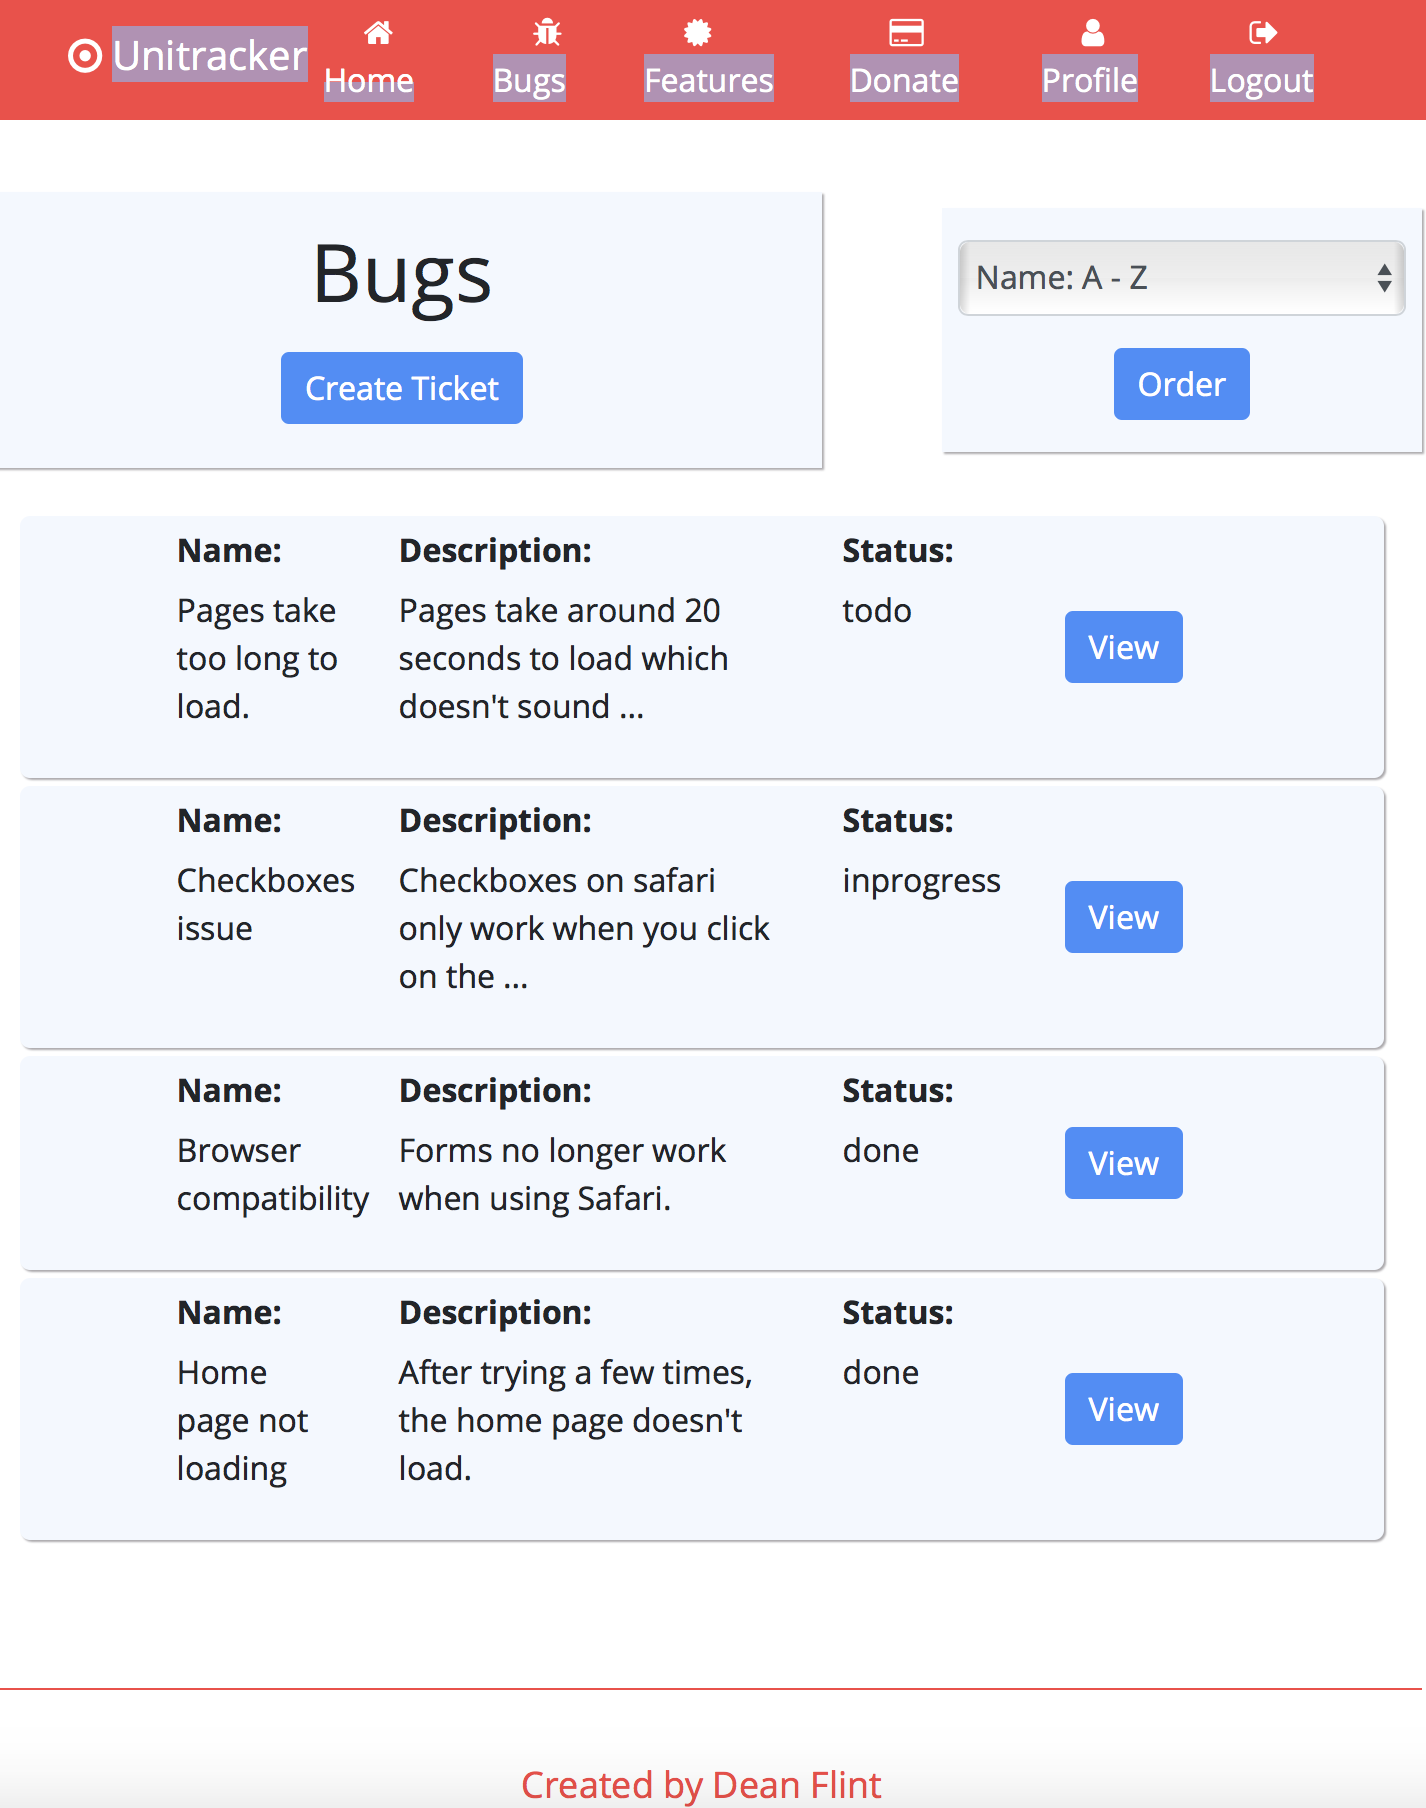 Unitracker
Home Bugs Features Donate Profile Logout
Bugs
Create Ticket
Name: A - Z
Order
Name: Description: Status:
Pages take Pages take around 20 todo
too long to seconds to load which View
load. doesn't sound ...
Name: Description: Status:
Checkboxes Checkboxes on safari inprogress
issue only work when you click View
on the ...
Name: Description: Status:
Browser Forms no longer work done View
compatibility when using Safari.
Name: Description: Status:
Home After trying a few times, done
page not the home page doesn't View
loading load.
Created by Dean Flint